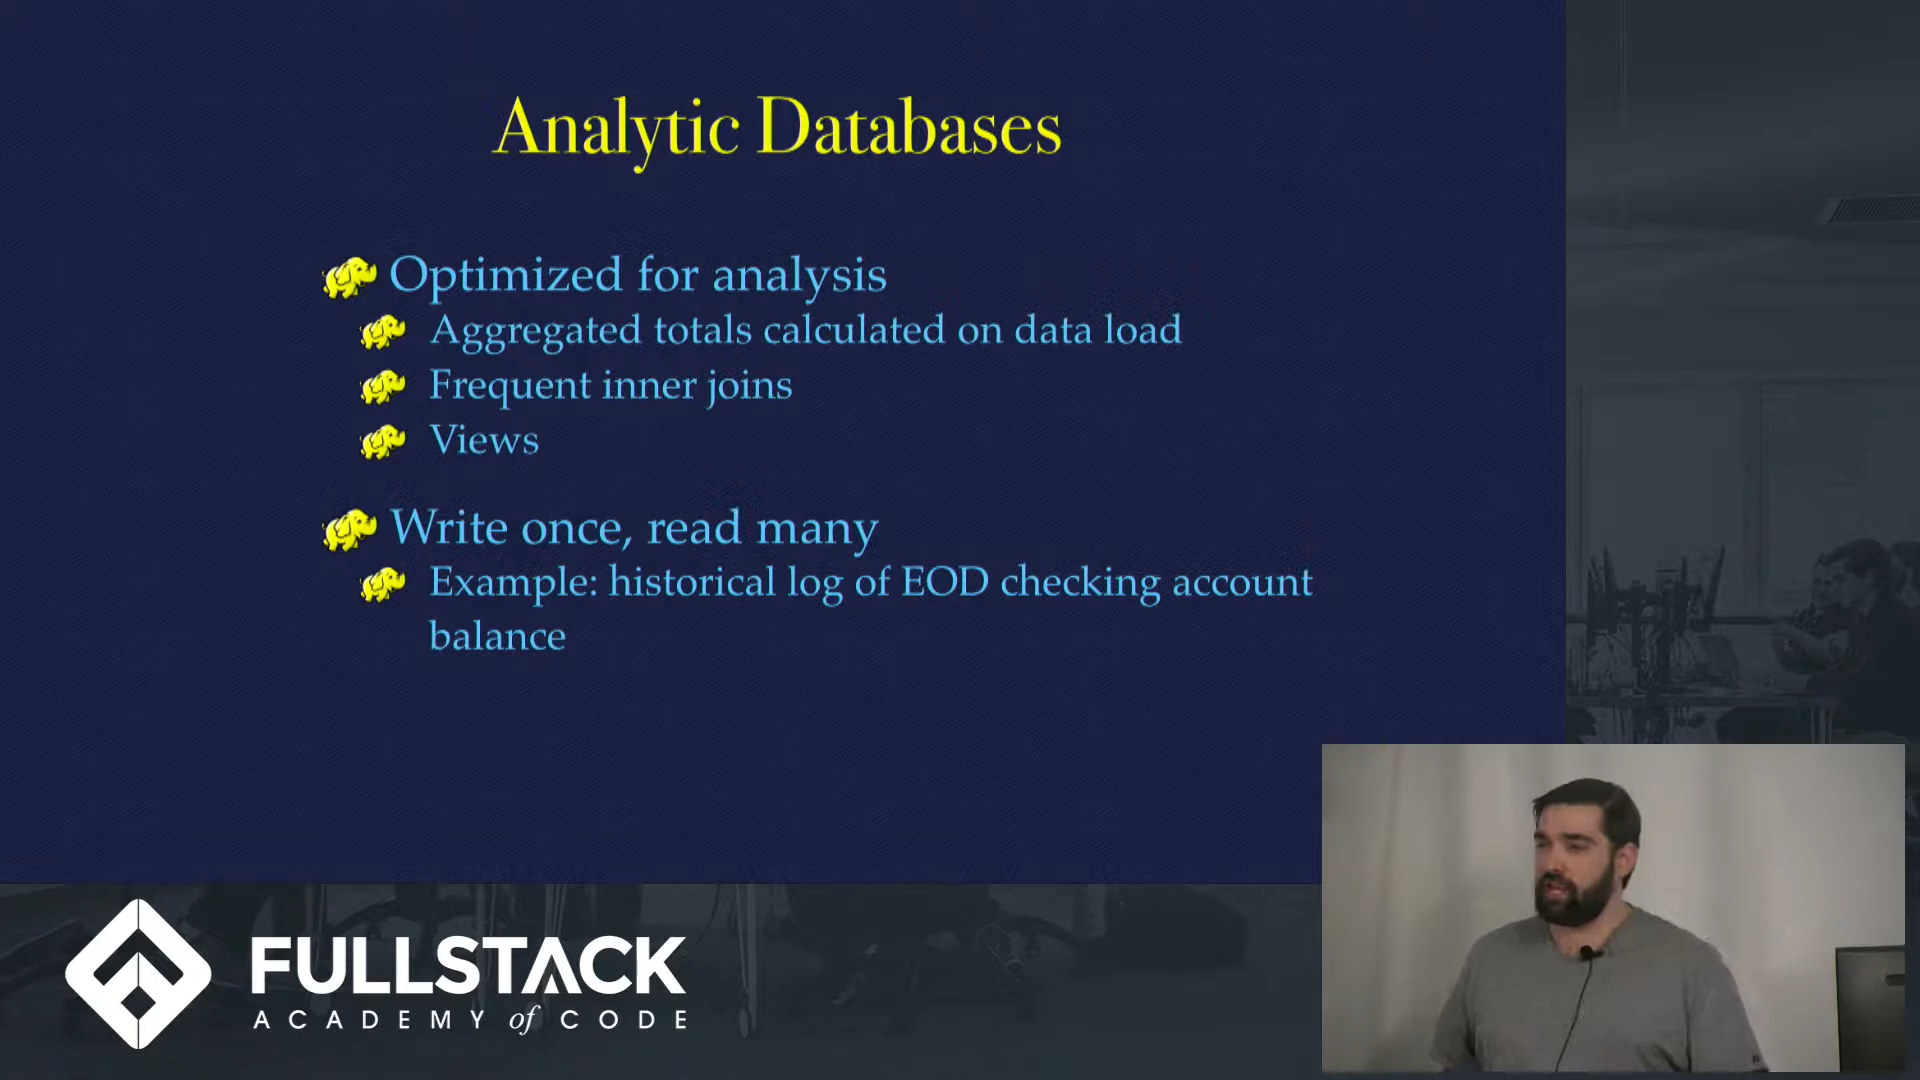 Analytic Databases
Optimized for analysis
Aggregated totals calculated on data load
Frequent inner joins
Views
Write once, read many
Example: historical log of EOD checking account
balance
FULLSTACK
ACADEMY of CODE